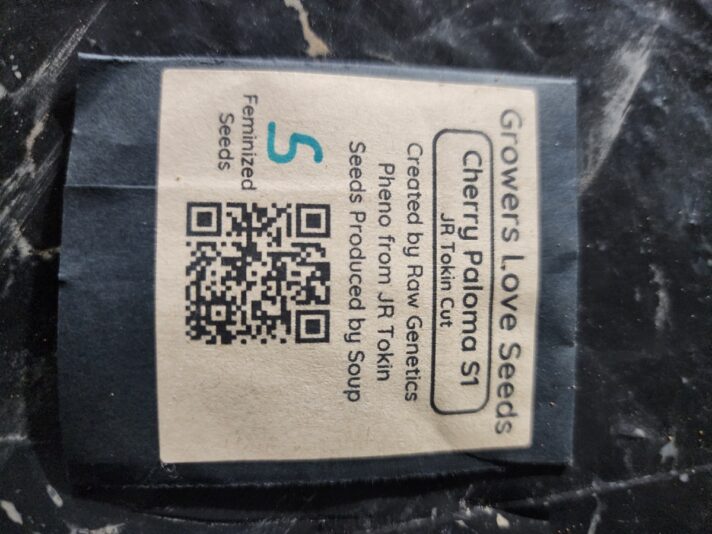 Growers Love Seeds
Cherry Paloma S1
JR Tokin Cut
Created by Raw Genetics
Pheno from JR Tokin
Seeds Produced by Soup
5
Feminized
Seeds